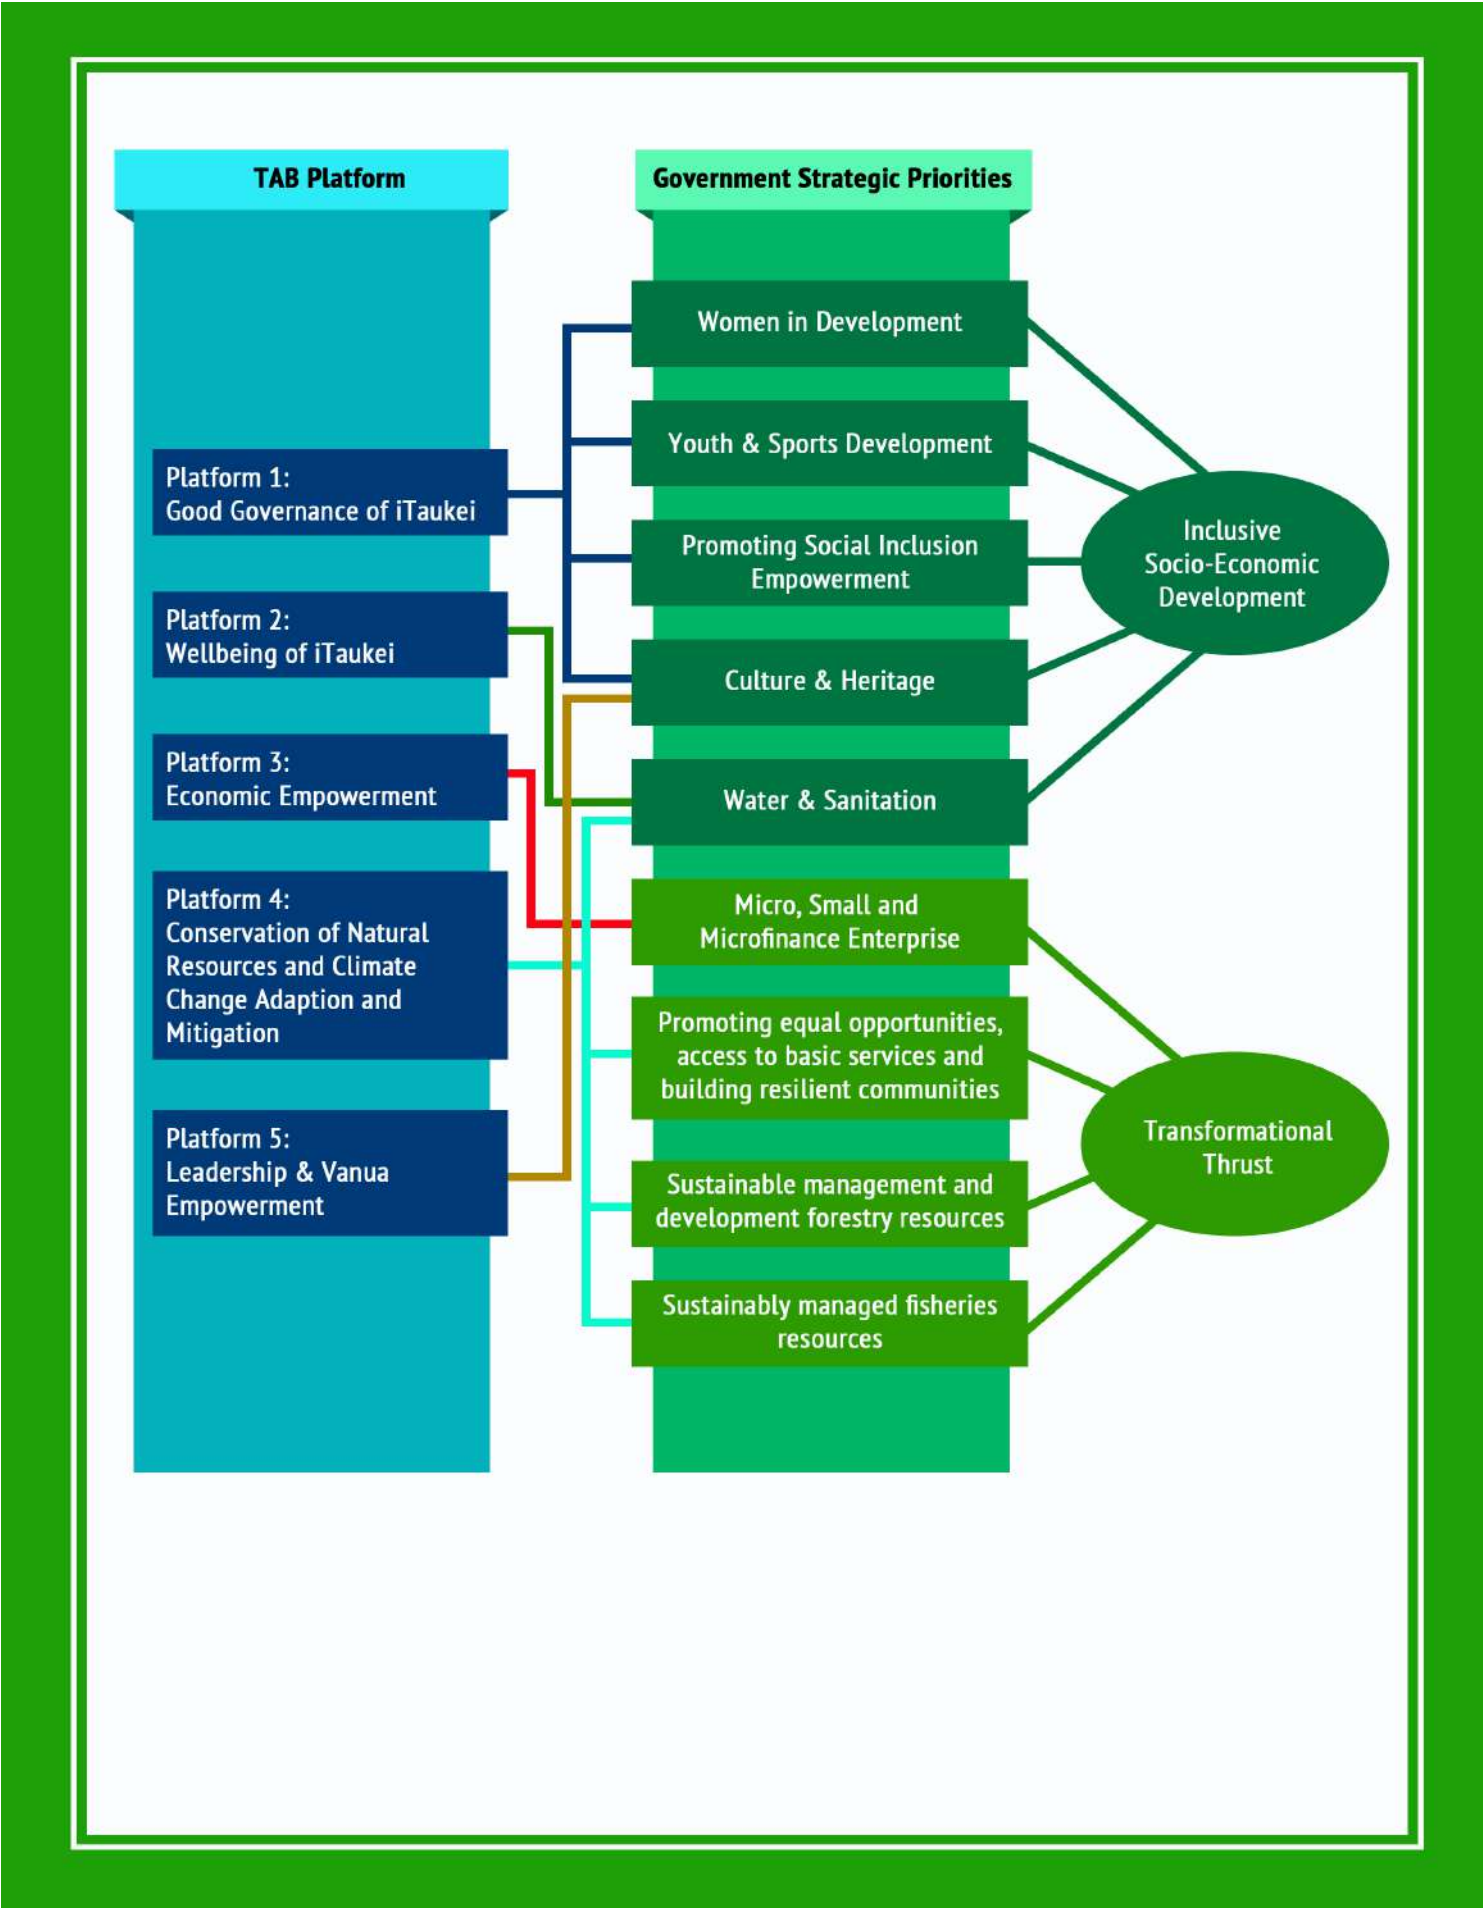 TAB Platform
Platform 1:
Good Governance of iTaukei
Platform 2:
Wellbeing of iTaukei
Platform 3:
Economic Empowerment
Platform 4:
Conservation of Natural
Resources and Climate
Change Adaption and
Mitigation
Platform 5:
Leadership & Vanua
Empowerment
Government Strategic Priorities
Women in Development
Youth & Sports Development
Promoting Social Inclusion
Empowerment
Culture & Heritage
Water & Sanitation
Micro, Small and
Microfinance Enterprise
Promoting equal opportunities,
access to basic services and
building resilient communities
Sustainable management and
development forestry resources
Sustainably managed fisheries
resources
Inclusive
Socio-Economic
Development
Transformational
Thrust